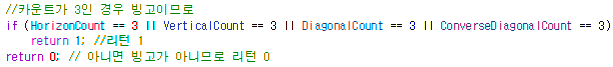 //카운트가 3인 경우 빙고이므로
if (HorizonCount == 3 || VerticalCount == 3 || DiagonalCount == 3 || ConverseDiagonalCount == 3)
return 1; //리턴 1
return 0; // 아니면 빙고가 아니므로 리턴 0